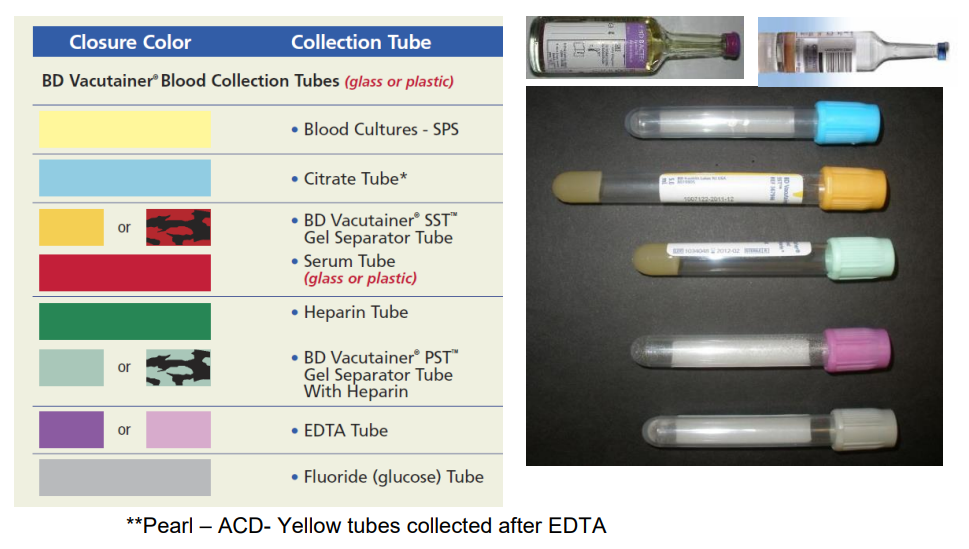 Closure Color Collection Tube
BD Vacutainer® Blood Collection Tubes (glass or plastic)
• Blood Cultures - SPS
• Citrate Tube*
or
• BD Vacutainer® SST™
Gel Separator Tube
• Serum Tube
(glass or plastic)
• Heparin Tube
or
• BD Vacutainer® PST™
Gel Separator Tube
With Heparin
or
• EDTA Tube
• Fluoride (glucose) Tube
**Pearl – ACD- Yellow tubes collected after EDTA
BD Vacutainer